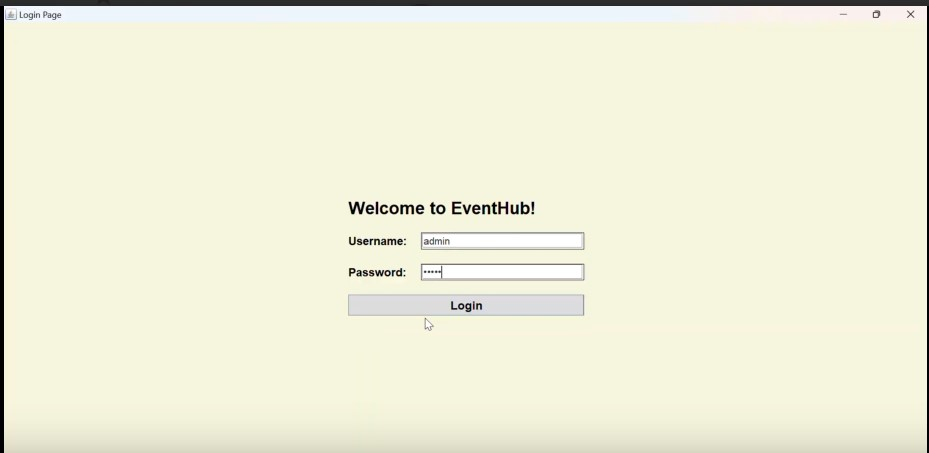 Login Page
Welcome to EventHub!
Username: admin
Password: •••••
Login